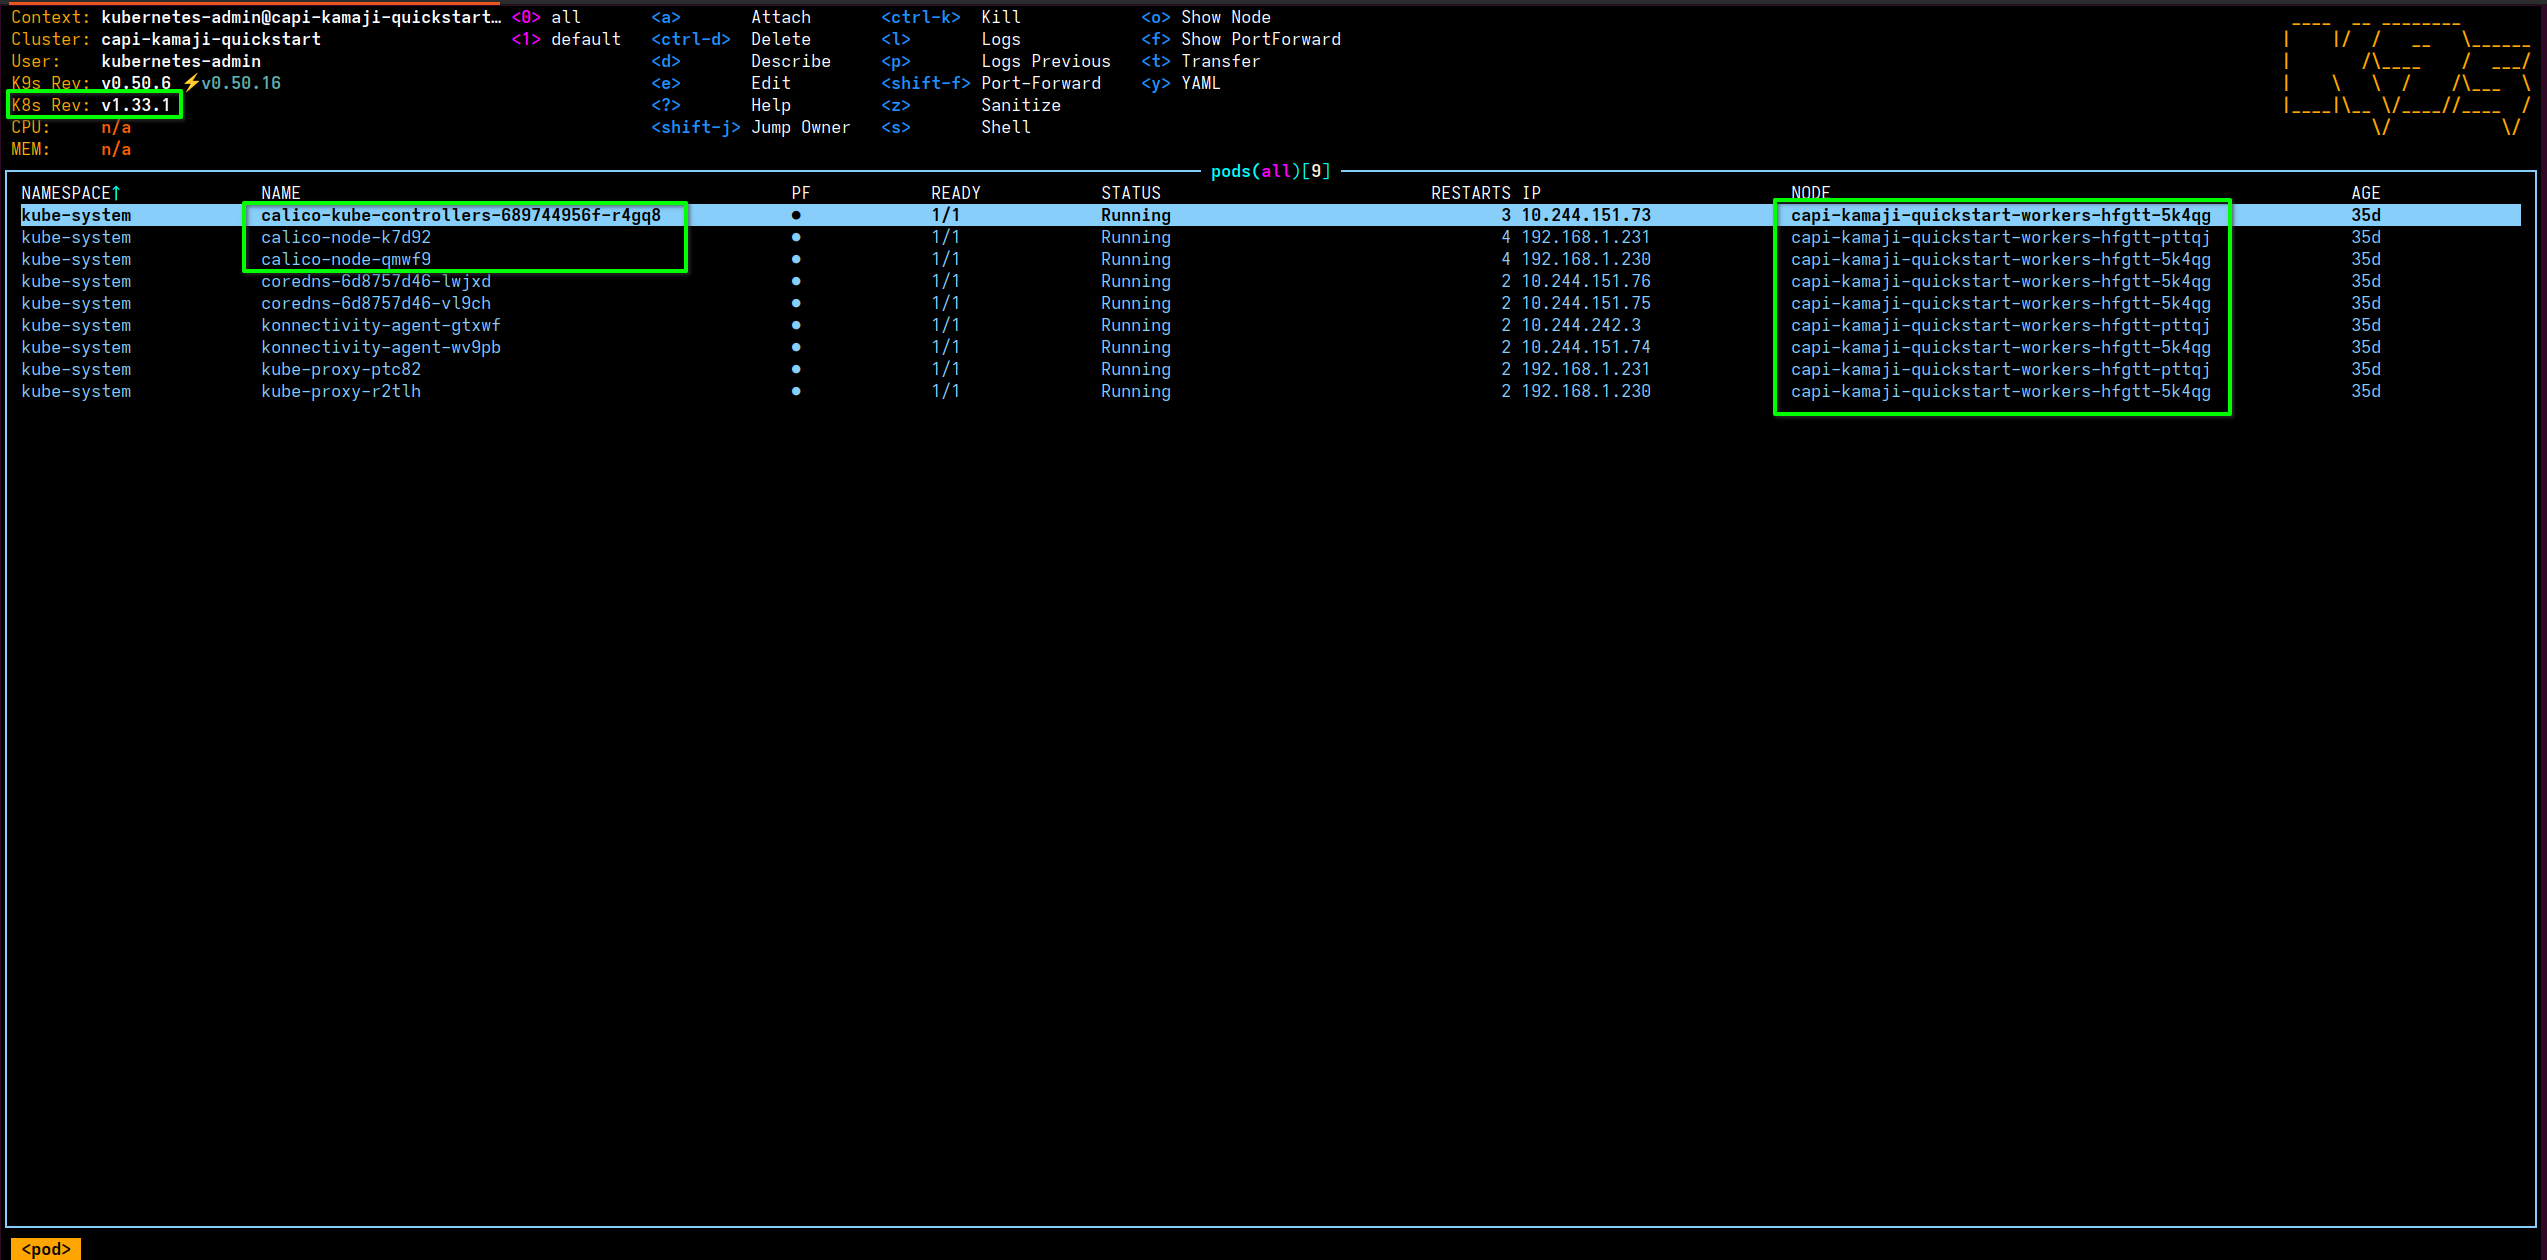 Context: kubernetes-admin@capi-kamaji-quickstart… <0> all <a> Attach <ctrl-k> Kill <o> Show Node
Cluster: capi-kamaji-quickstart <1> default <ctrl-d> Delete <l> Logs <f> Show PortForward
User: kubernetes-admin <d> Describe <p> Logs Previous <t> Transfer
K9s Rev: v0.50.6 ⚡v0.50.16 <e> Edit <shift-f> Port-Forward <y> YAML
K8s Rev: v1.33.1 <?> Help <z> Sanitize
CPU: n/a <shift-j> Jump Owner <s> Shell
MEM: n/a
pods(all)[9]
NAMESPACE↑ NAME PF READY STATUS RESTARTS IP NODE AGE
kube-system calico-kube-controllers-689744956f-r4gq8 ● 1/1 Running 3 10.244.151.73 capi-kamaji-quickstart-workers-hfgtt-5k4qg 35d
kube-system calico-node-k7d92 ● 1/1 Running 4 192.168.1.231 capi-kamaji-quickstart-workers-hfgtt-pttqj 35d
kube-system calico-node-qmwf9 ● 1/1 Running 4 192.168.1.230 capi-kamaji-quickstart-workers-hfgtt-5k4qg 35d
kube-system coredns-6d8757d46-lwjxd ● 1/1 Running 2 10.244.151.76 capi-kamaji-quickstart-workers-hfgtt-5k4qg 35d
kube-system coredns-6d8757d46-vl9ch ● 1/1 Running 2 10.244.151.75 capi-kamaji-quickstart-workers-hfgtt-5k4qg 35d
kube-system konnectivity-agent-gtxwf ● 1/1 Running 2 10.244.242.3 capi-kamaji-quickstart-workers-hfgtt-pttqj 35d
kube-system konnectivity-agent-wv9pb ● 1/1 Running 2 10.244.151.74 capi-kamaji-quickstart-workers-hfgtt-5k4qg 35d
kube-system kube-proxy-ptc82 ● 1/1 Running 2 192.168.1.231 capi-kamaji-quickstart-workers-hfgtt-pttqj 35d
kube-system kube-proxy-r2tlh ● 1/1 Running 2 192.168.1.230 capi-kamaji-quickstart-workers-hfgtt-5k4qg 35d
<pod>